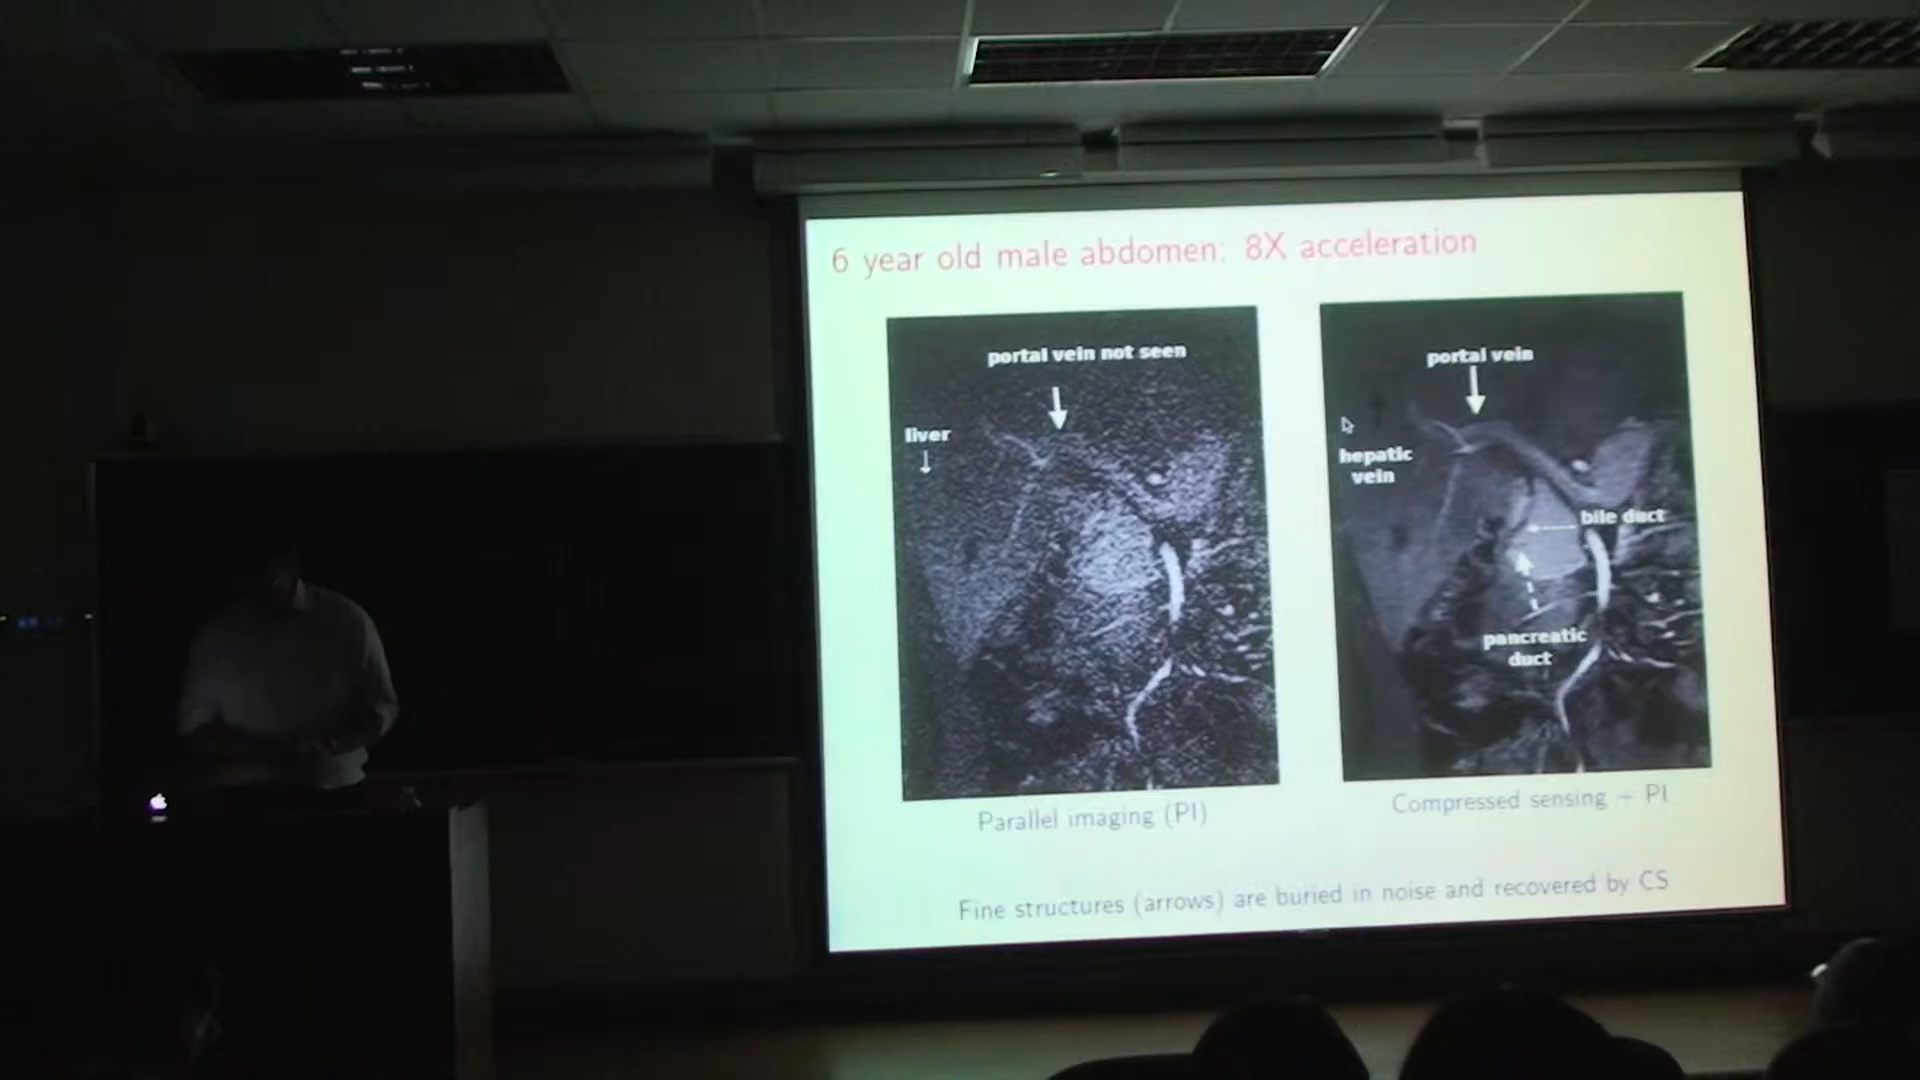 6 year old male abdomen: 8X acceleration
portal vein not seen
liver
portal vein
hepatic
vein
bile duct
pancreatic
duct
Parallel imaging (PI)
Compressed sensing + PI
Fine structures (arrows) are buried in noise and recovered by CS